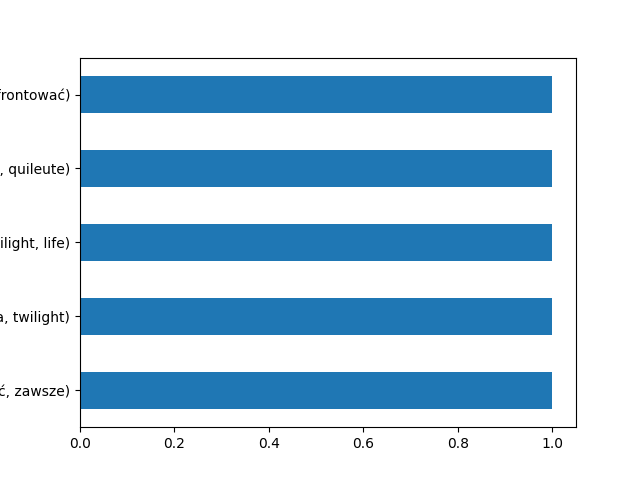 frontować)
, quileute)
ilight, life)
a, twilight)
ć, zawsze)
0.0 0.2 0.4 0.6 0.8 1.0